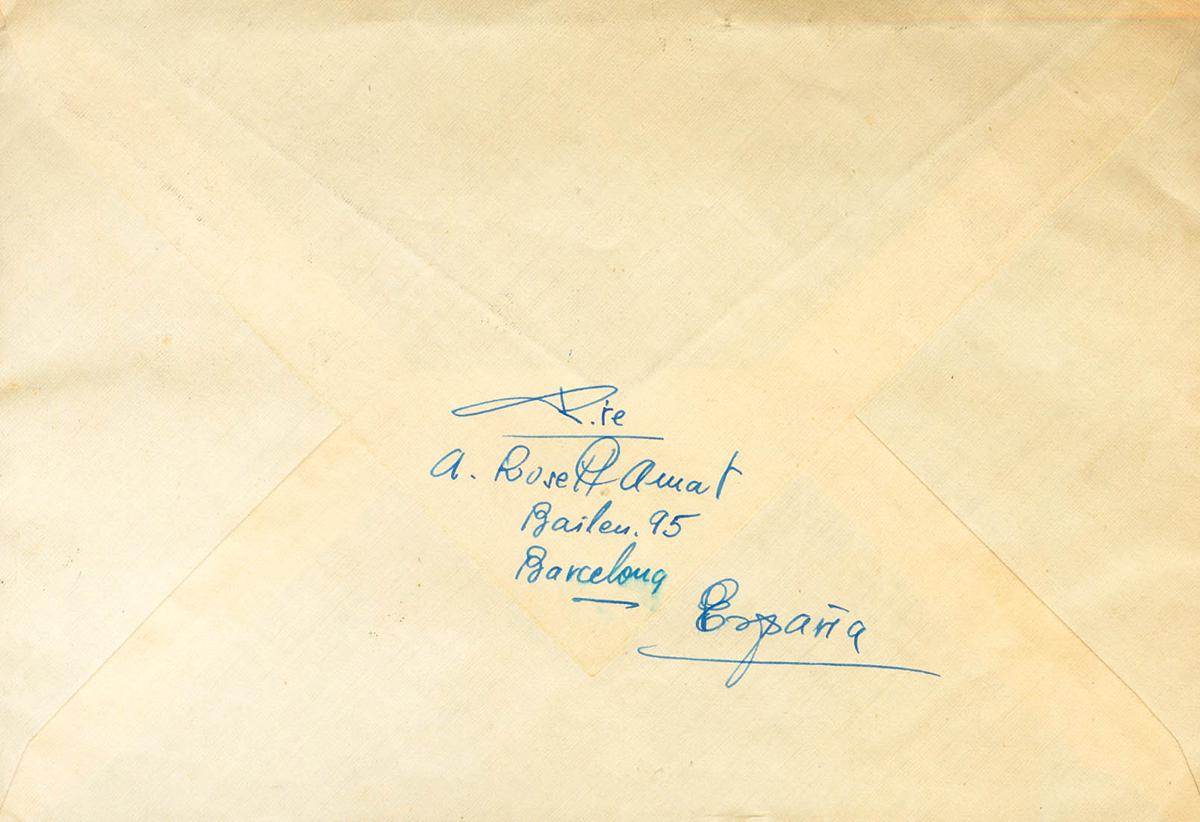 R.te
A. Rosell Amat
Bailen. 95
Barcelona
España